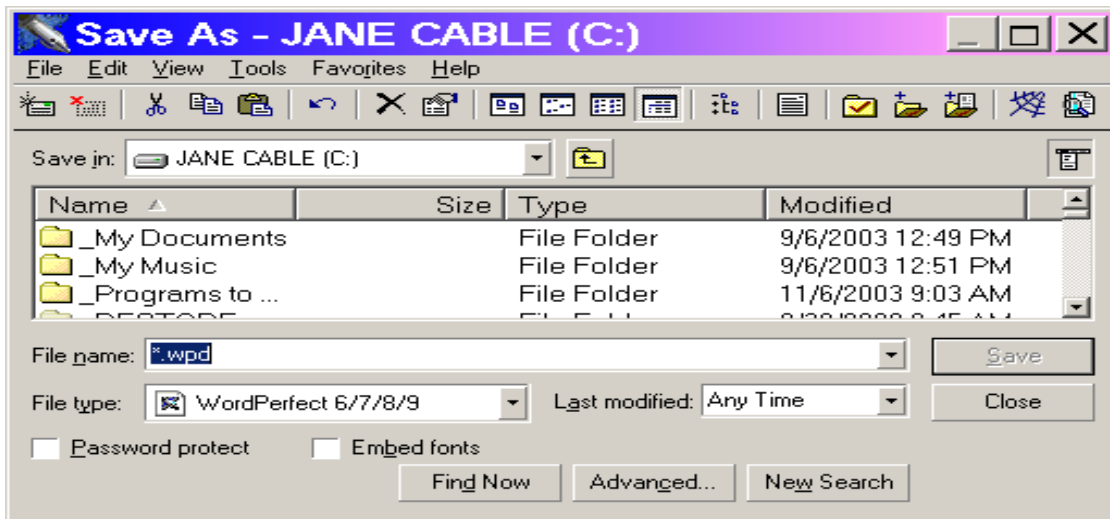 Save As - JANE CABLE (C:)
File Edit View Tools Favorites Help
Save in: JANE CABLE (C:)
Name Size Type Modified
_My Documents File Folder 9/6/2003 12:49 PM
_My Music File Folder 9/6/2003 12:51 PM
_Programs to ... File Folder 11/6/2003 9:03 AM
File name: *.wpd Save
File type: WordPerfect 6/7/8/9 Last modified: Any Time Close
Password protect Embed fonts
Find Now Advanced... New Search